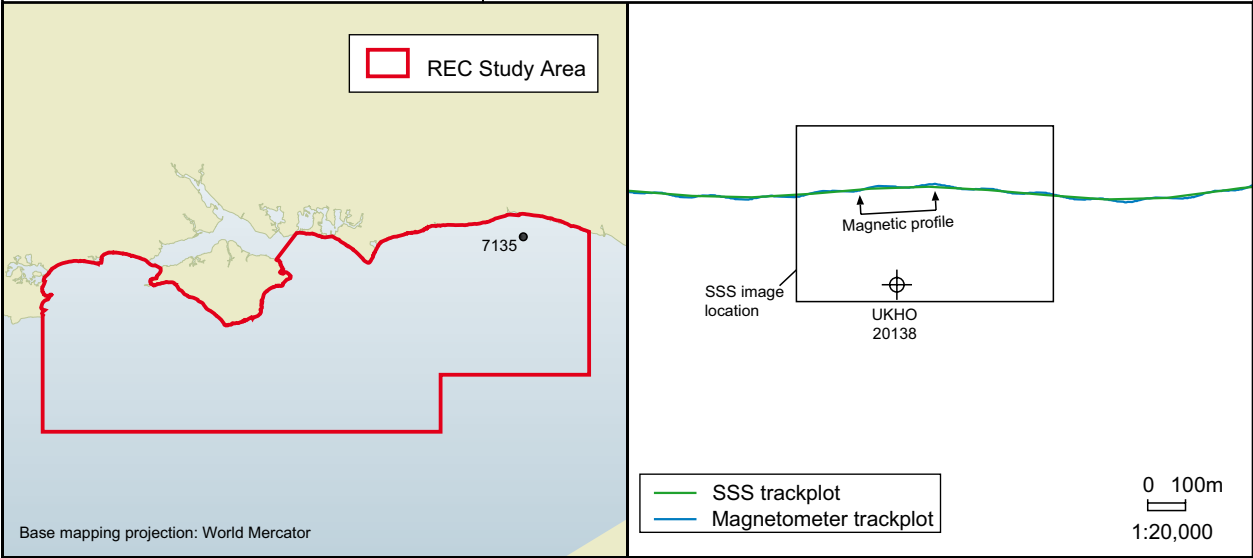 REC Study Area
7135
Base mapping projection: World Mercator
Magnetic profile
SSS image
location
UKHO
20138
SSS trackplot
Magnetometer trackplot
0 100m
1:20,000